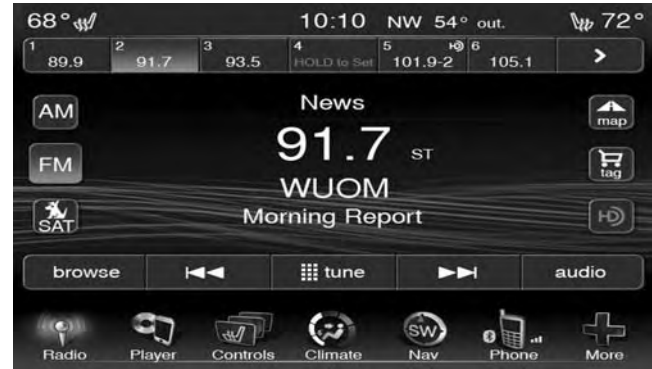 68° 10:10 NW 54° out. 72°
1 2 3 4 5 HD 6
89.9 91.7 93.5 HOLD to Set 101.9-2 105.1 >
News
AM map
91.7 ST
FM tag
WUOM
SAT Morning Report HD
browse tune audio
SW
Radio Player Controls Climate Nav Phone More